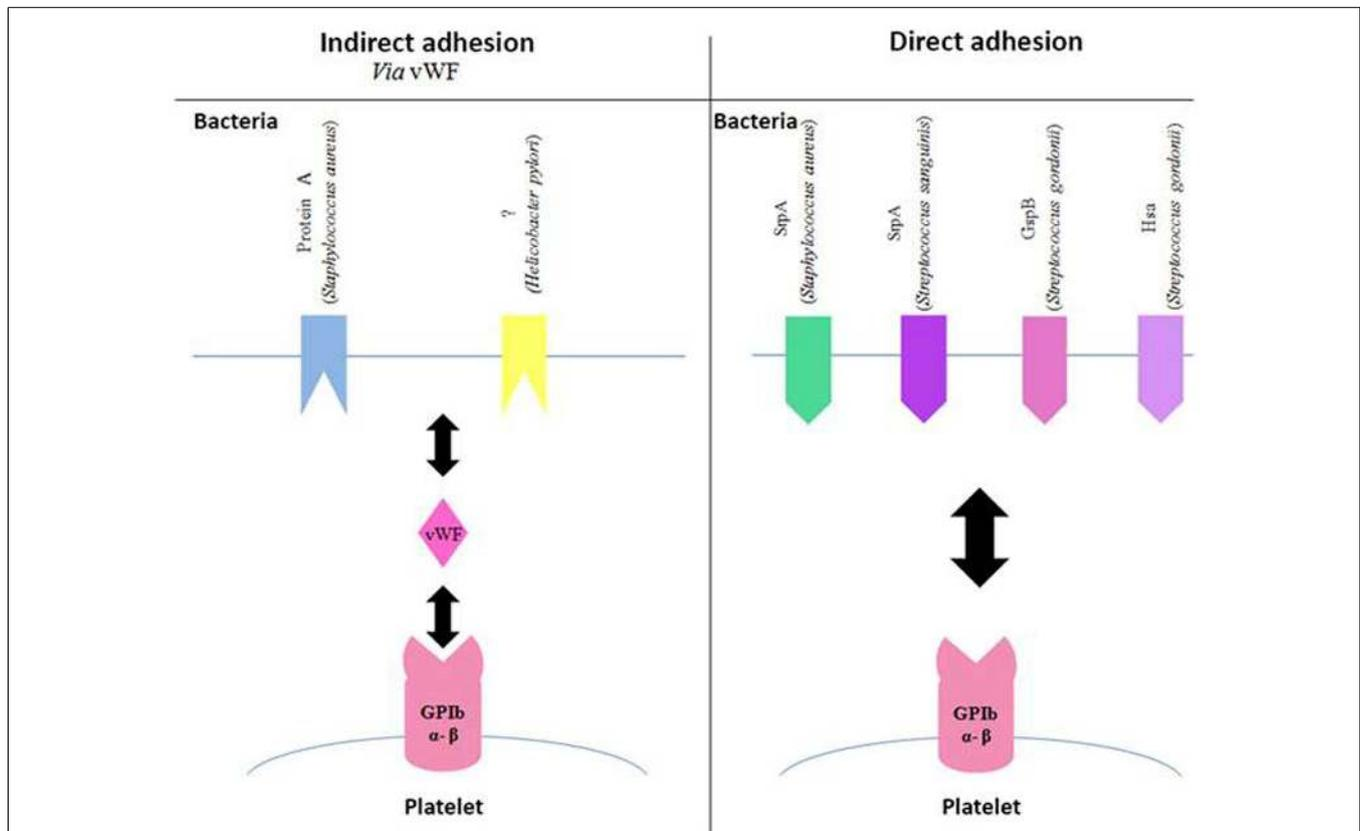 Indirect adhesion
Via vWF
Bacteria
Protein A
(Staphylococcus aureus)
?
(Helicobacter pylori)
vWF
GPIb
α- β
Platelet
Direct adhesion
Bacteria
SrpA
(Staphylococcus aureus)
SrpA
(Streptococcus sanguinis)
GspB
(Streptococcus gordonii)
Hsa
(Streptococcus gordonii)
GPIb
α- β
Platelet